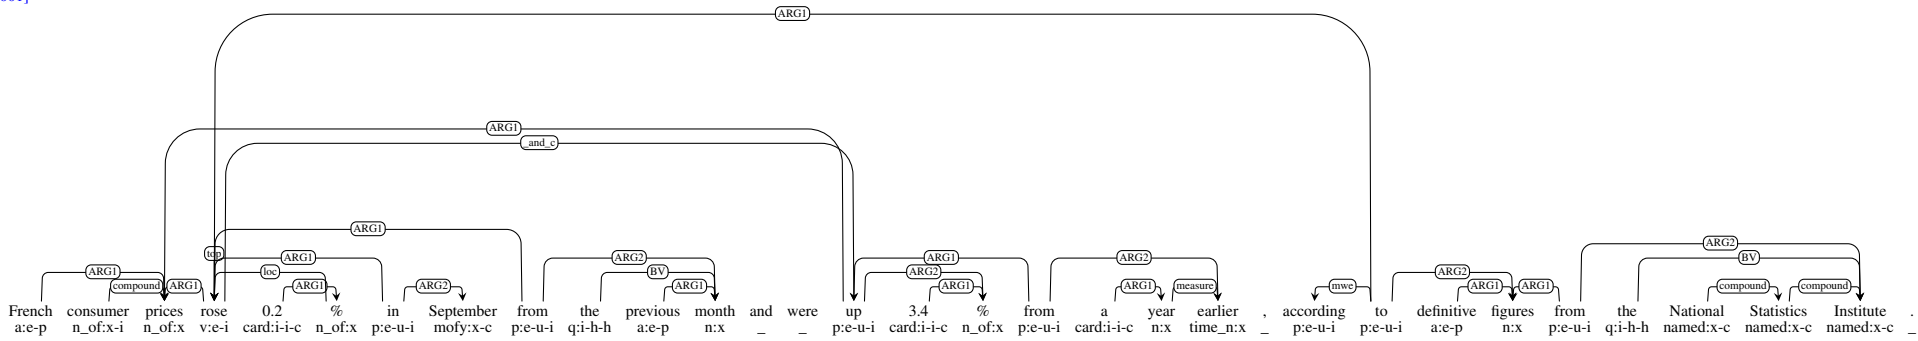 ARG1
ARG1
_and_c
ARG1
ARG2
ARG2
top
ARG1
ARG2
BV
ARG1
ARG2
BV
ARG1
loc
ARG2
ARG2
compound
ARG1
ARG1
ARG2
ARG1
ARG1
ARG1
measure
mwe
ARG1
ARG1
compound
compound
French consumer prices rose 0.2 % in September from the previous month and were up 3.4 % from a year earlier , according to definitive figures from the National Statistics Institute .
a:e-p n_of:x-i n_of:x v:e-i card:i-i-c n_of:x p:e-u-i mofy:x-c p:e-u-i q:i-h-h a:e-p n:x _ _ p:e-u-i card:i-i-c n_of:x p:e-u-i card:i-i-c n:x time_n:x _ p:e-u-i p:e-u-i a:e-p n:x p:e-u-i q:i-h-h named:x-c named:x-c named:x-c _